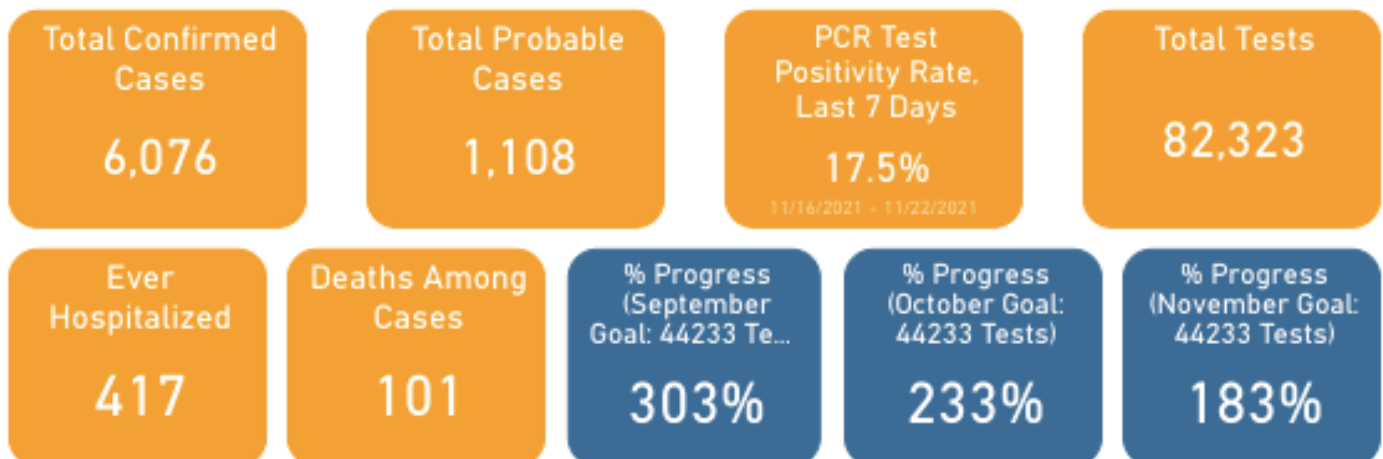 Total Confirmed
Cases
6,076
Total Probable
Cases
1,108
PCR Test
Positivity Rate,
Last 7 Days
17.5%
11/16/2021 - 11/22/2021
Total Tests
82,323
Ever
Hospitalized
417
Deaths Among
Cases
101
% Progress
(September
Goal: 44233 Te...
303%
% Progress
(October Goal:
44233 Tests)
233%
% Progress
(November Goal:
44233 Tests)
183%